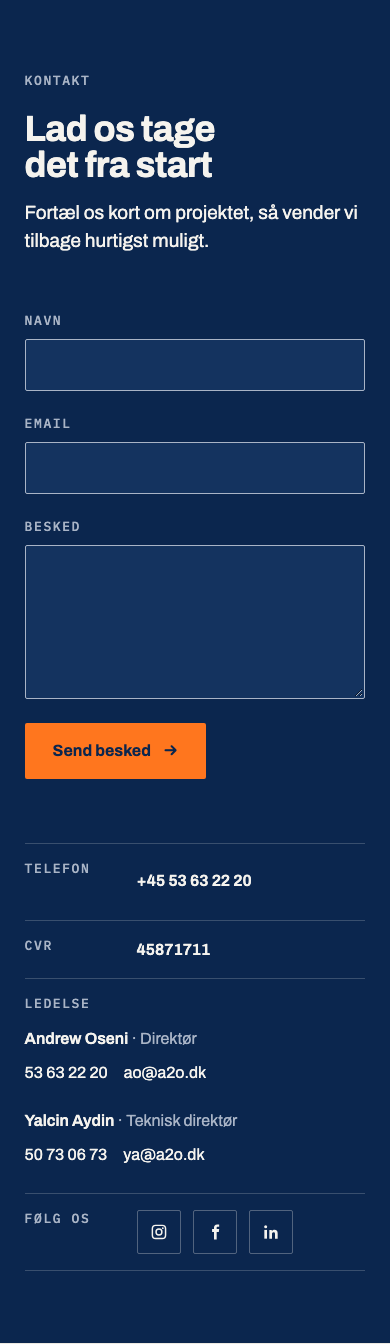 KONTAKT
Lad os tage
det fra start
Fortæl os kort om projektet, så vender vi
tilbage hurtigst muligt.
NAVN
EMAIL
BESKED
Send besked →
TELEFON
+45 53 63 22 20
CVR
45871711
LEDELSE
Andrew Oseni · Direktør
53 63 22 20 ao@a2o.dk
Yalcin Aydin · Teknisk direktør
50 73 06 73 ya@a2o.dk
FØLG OS